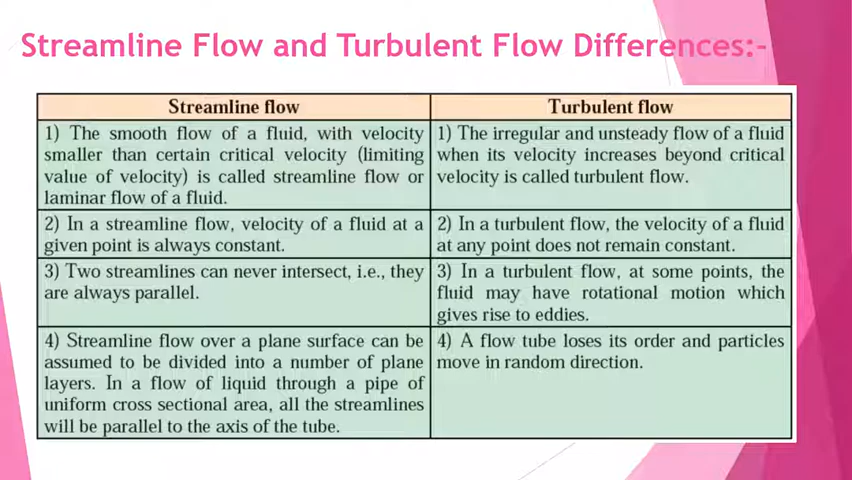 Streamline Flow and Turbulent Flow Differences:-
Streamline flow
1) The smooth flow of a fluid, with velocity
smaller than certain critical velocity (limiting
value of velocity) is called streamline flow or
laminar flow of a fluid.
Turbulent flow
1) The irregular and unsteady flow of a fluid
when its velocity increases beyond critical
velocity is called turbulent flow.
2) In a streamline flow, velocity of a fluid at a
given point is always constant.
2) In a turbulent flow, the velocity of a fluid
at any point does not remain constant.
3) Two streamlines can never intersect, i.e., they
are always parallel.
3) In a turbulent flow, at some points, the
fluid may have rotational motion which
gives rise to eddies.
4) Streamline flow over a plane surface can be
assumed to be divided into a number of plane
layers. In a flow of liquid through a pipe of
uniform cross sectional area, all the streamlines
will be parallel to the axis of the tube.
4) A flow tube loses its order and particles
move in random direction.